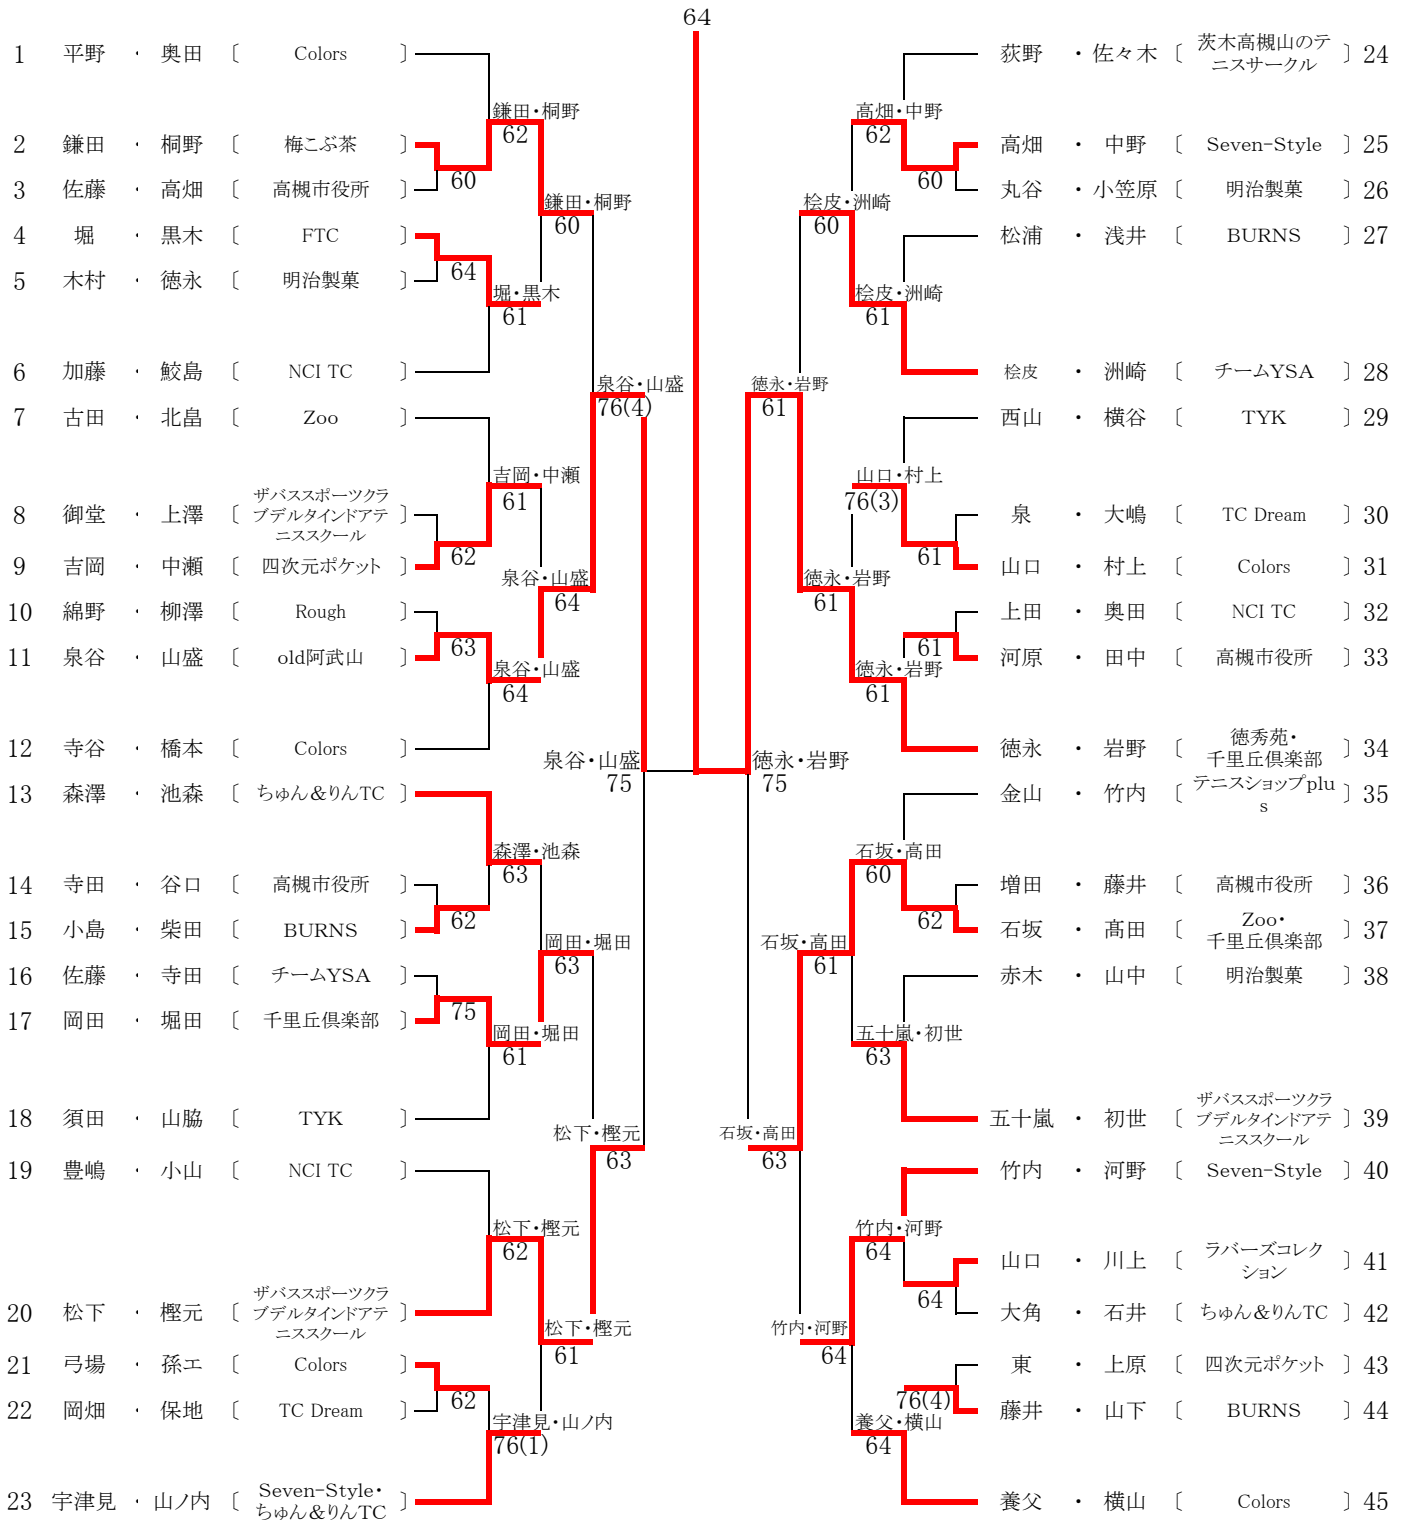 64
1 平野 ・ 奥田 〔 Colors 〕
鎌田・桐野
62
2 鎌田 ・ 桐野 〔 梅こぶ茶 〕
60
3 佐藤 ・ 高畑 〔 高槻市役所 〕
鎌田・桐野
60
4 堀 ・ 黒木 〔 FTC 〕
64
5 木村 ・ 徳永 〔 明治製菓 〕
堀・黒木
61
6 加藤 ・ 鮫島 〔 NCI TC 〕
泉谷・山盛
76(4)
7 古田 ・ 北畠 〔 Zoo 〕
吉岡・中瀬
61
8 御堂 ・ 上澤 〔 ザバススポーツクラ
ブデルタインドアテ
ニススクール 〕
62
9 吉岡 ・ 中瀬 〔 四次元ポケット 〕
泉谷・山盛
64
10 綿野 ・ 柳澤 〔 Rough 〕
63
11 泉谷 ・ 山盛 〔 old阿武山 〕
泉谷・山盛
64
12 寺谷 ・ 橋本 〔 Colors 〕
泉谷・山盛
75
13 森澤 ・ 池森 〔 ちゅん&りんTC 〕
森澤・池森
63
14 寺田 ・ 谷口 〔 高槻市役所 〕
62
15 小島 ・ 柴田 〔 BURNS 〕
岡田・堀田
63
16 佐藤 ・ 寺田 〔 チームYSA 〕
75
17 岡田 ・ 堀田 〔 千里丘倶楽部 〕
岡田・堀田
61
18 須田 ・ 山脇 〔 TYK 〕
松下・樫元
63
19 豊嶋 ・ 小山 〔 NCI TC 〕
松下・樫元
62
20 松下 ・ 樫元 〔 ザバススポーツクラ
ブデルタインドアテ
ニススクール 〕
松下・樫元
61
21 弓場 ・ 孫エ 〔 Colors 〕
62
22 岡畑 ・ 保地 〔 TC Dream 〕
宇津見・山ノ内
76(1)
23 宇津見 ・ 山ノ内 〔 Seven-Style・
ちゅん&りんTC 〕
荻野 ・ 佐々木 〔 茨木高槻山のテ
ニスサークル 〕 24
高畑・中野
62
高畑 ・ 中野 〔 Seven-Style 〕 25
60
丸谷 ・ 小笠原 〔 明治製菓 〕 26
桧皮・洲崎
60
松浦 ・ 浅井 〔 BURNS 〕 27
桧皮・洲崎
61
桧皮 ・ 洲崎 〔 チームYSA 〕 28
徳永・岩野
61
西山 ・ 横谷 〔 TYK 〕 29
山口・村上
76(3)
泉 ・ 大嶋 〔 TC Dream 〕 30
61
山口 ・ 村上 〔 Colors 〕 31
徳永・岩野
61
上田 ・ 奥田 〔 NCI TC 〕 32
61
河原 ・ 田中 〔 高槻市役所 〕 33
徳永・岩野
61
徳永 ・ 岩野 〔 徳秀苑・
千里丘倶楽部 〕 34
徳永・岩野
75
金山 ・ 竹内 〔 テニスショップplu
s 〕 35
石坂・高田
60
増田 ・ 藤井 〔 高槻市役所 〕 36
62
石坂 ・ 髙田 〔 Zoo・
千里丘倶楽部 〕 37
石坂・高田
61
赤木 ・ 山中 〔 明治製菓 〕 38
五十嵐・初世
63
五十嵐 ・ 初世 〔 ザバススポーツクラ
ブデルタインドアテ
ニススクール 〕 39
石坂・高田
63
竹内 ・ 河野 〔 Seven-Style 〕 40
竹内・河野
64
山口 ・ 川上 〔 ラバーズコレク
ション 〕 41
64
大角 ・ 石井 〔 ちゅん&りんTC 〕 42
竹内・河野
64
東 ・ 上原 〔 四次元ポケット 〕 43
76(4)
藤井 ・ 山下 〔 BURNS 〕 44
養父・横山
64
養父 ・ 横山 〔 Colors 〕 45